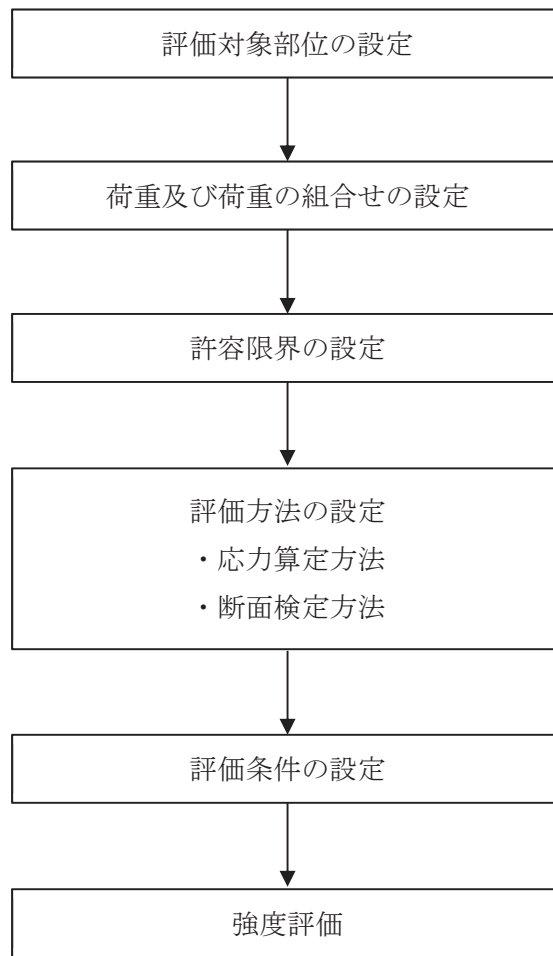 評価対象部位の設定
荷重及び荷重の組合せの設定
許容限界の設定
評価方法の設定
・応力算定方法
・断面検定方法
評価条件の設定
強度評価